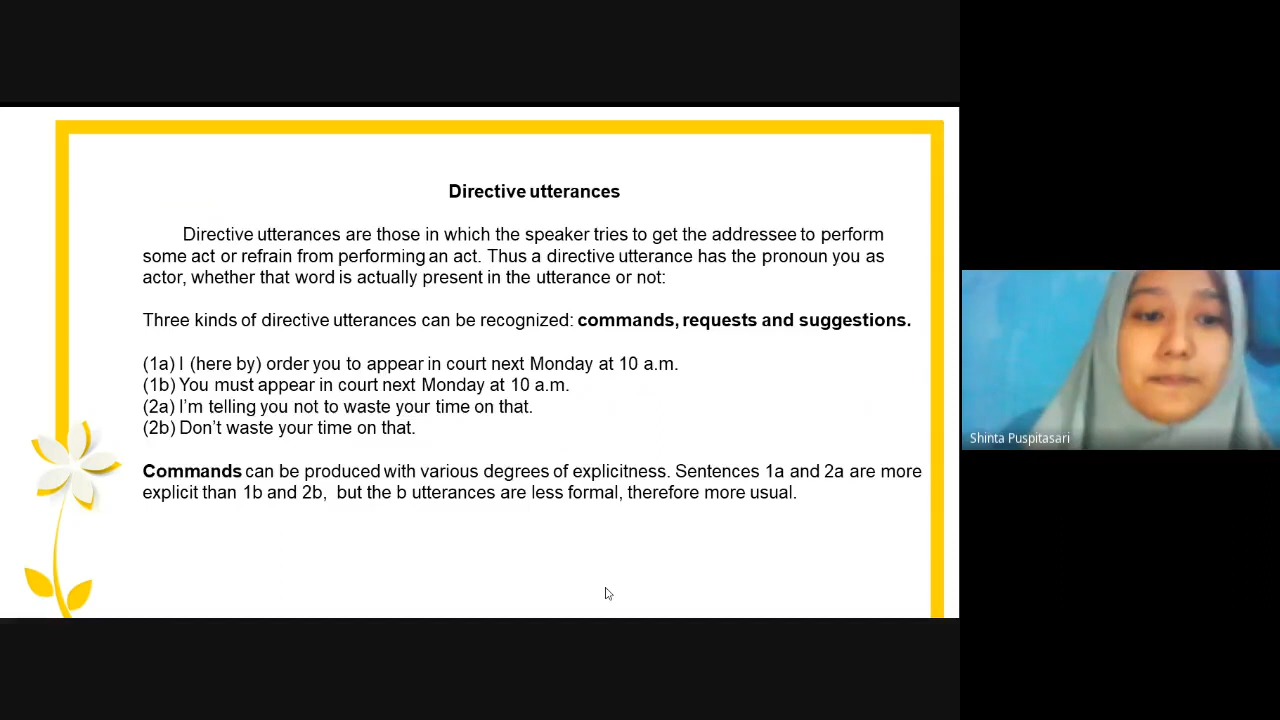 Directive utterances
Directive utterances are those in which the speaker tries to get the addressee to perform
some act or refrain from performing an act. Thus a directive utterance has the pronoun you as
actor, whether that word is actually present in the utterance or not:
Three kinds of directive utterances can be recognized: commands, requests and suggestions.
(1a) I (here by) order you to appear in court next Monday at 10 a.m.
(1b) You must appear in court next Monday at 10 a.m.
(2a) I'm telling you not to waste your time on that.
(2b) Don't waste your time on that.
Commands can be produced with various degrees of explicitness. Sentences 1a and 2a are more
explicit than 1b and 2b, but the b utterances are less formal, therefore more usual.
Shinta Puspitasari